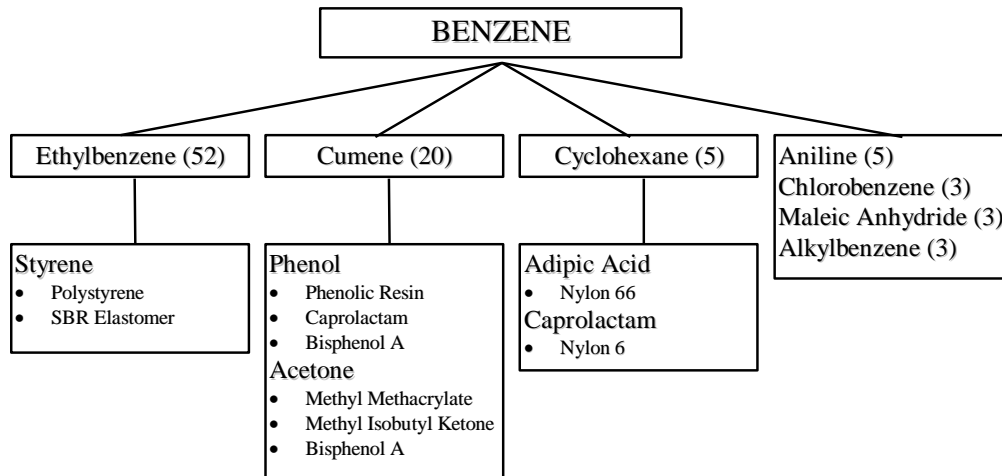 BENZENE
Ethylbenzene (52)
Cumene (20)
Cyclohexane (5)
Aniline (5)
Chlorobenzene (3)
Maleic Anhydride (3)
Alkylbenzene (3)
Styrene
• Polystyrene
• SBR Elastomer
Phenol
• Phenolic Resin
• Caprolactam
• Bisphenol A
Acetone
• Methyl Methacrylate
• Methyl Isobutyl Ketone
• Bisphenol A
Adipic Acid
• Nylon 66
Caprolactam
• Nylon 6